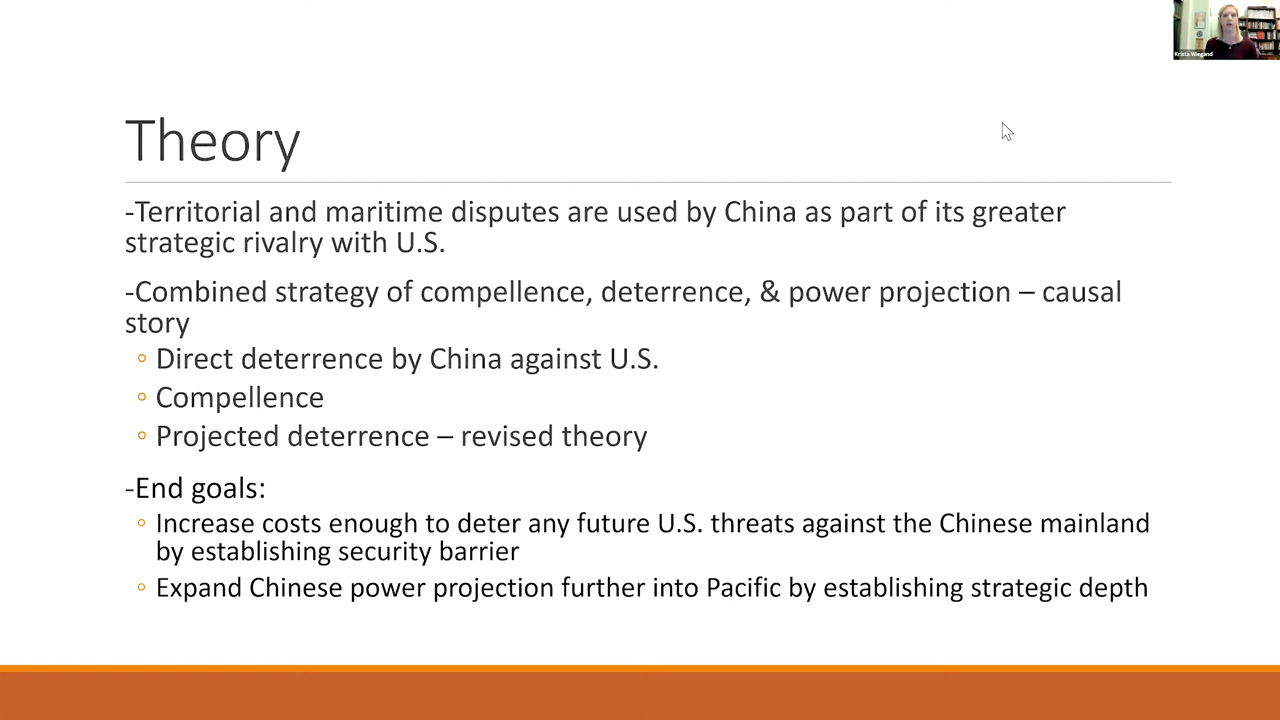 Krista Wiegand
Theory
-Territorial and maritime disputes are used by China as part of its greater
strategic rivalry with U.S.
-Combined strategy of compellence, deterrence, & power projection – causal
story
◦ Direct deterrence by China against U.S.
◦ Compellence
◦ Projected deterrence – revised theory
-End goals:
◦ Increase costs enough to deter any future U.S. threats against the Chinese mainland
by establishing security barrier
◦ Expand Chinese power projection further into Pacific by establishing strategic depth